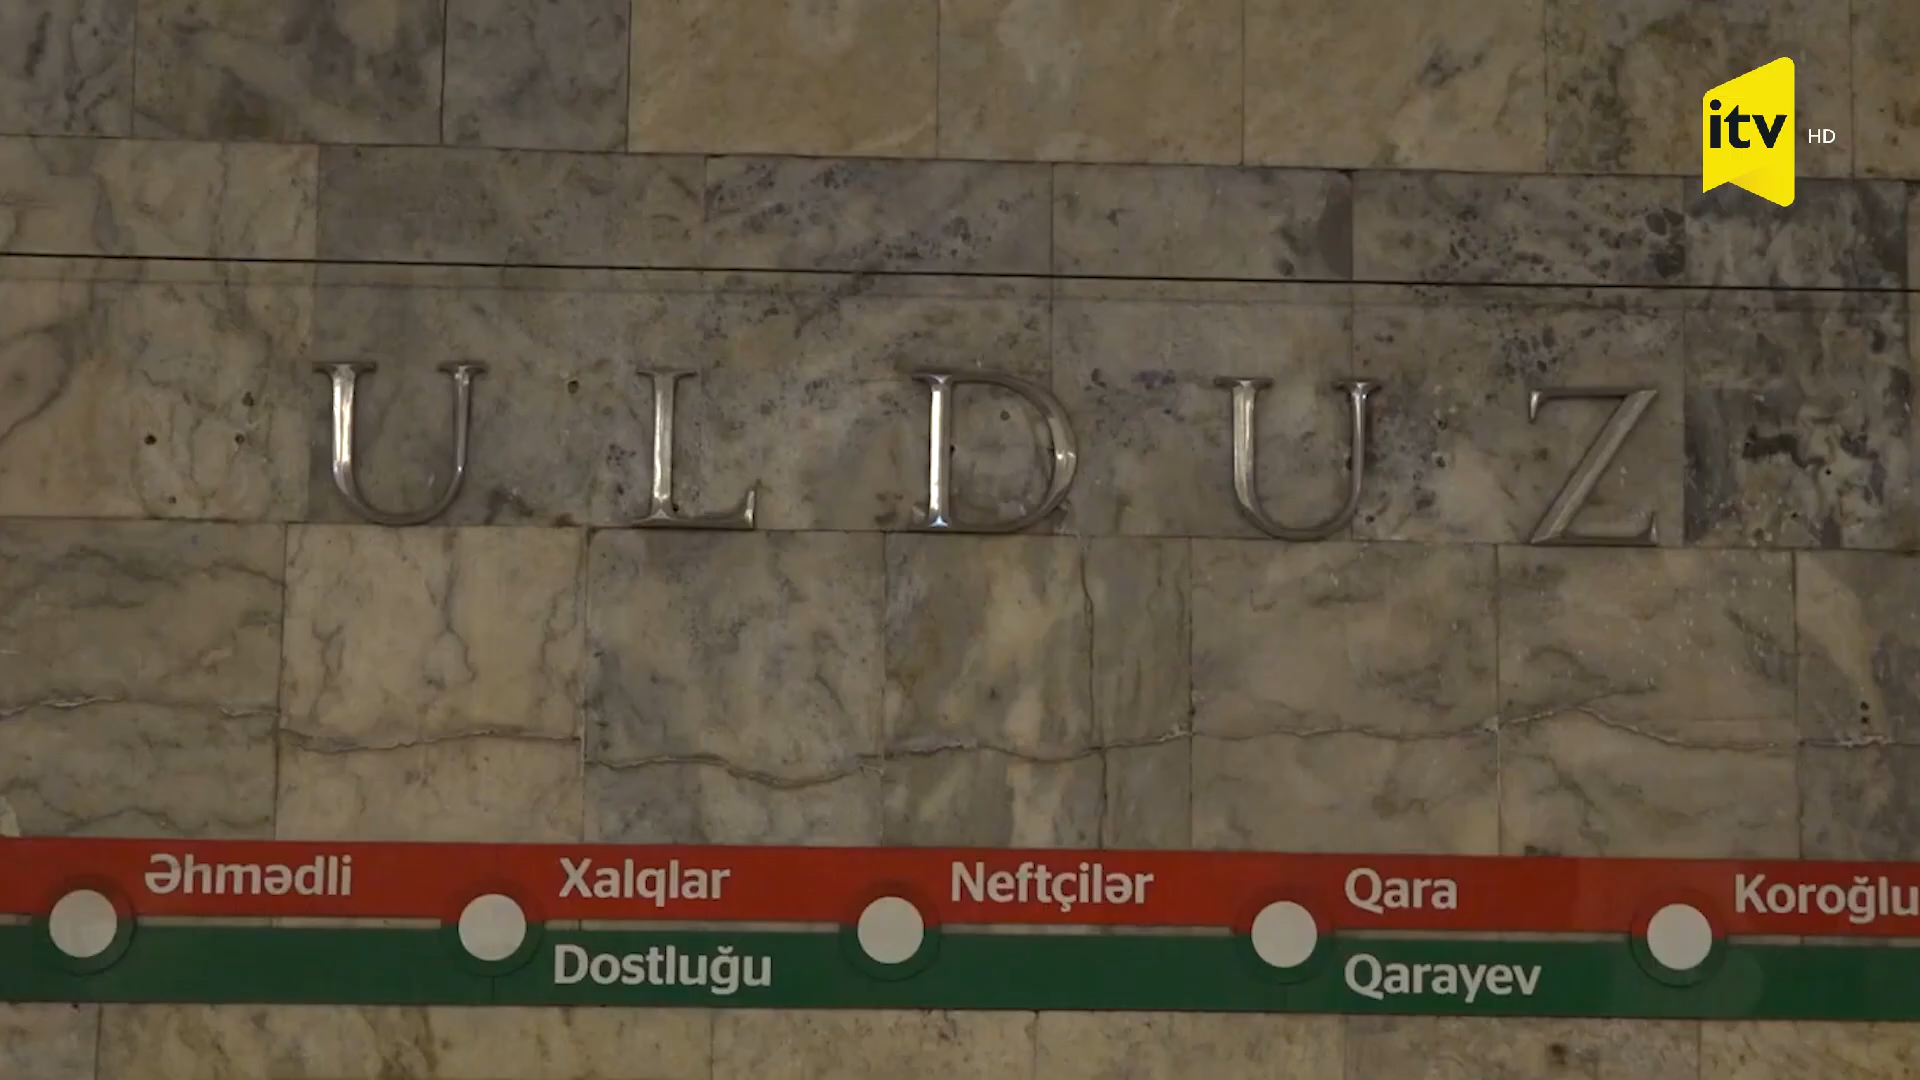 itv HD
ULDUZ
Əhmədli
Xalqlar
Dostluğu
Neftçilər
Qara
Qarayev
Koroğlu